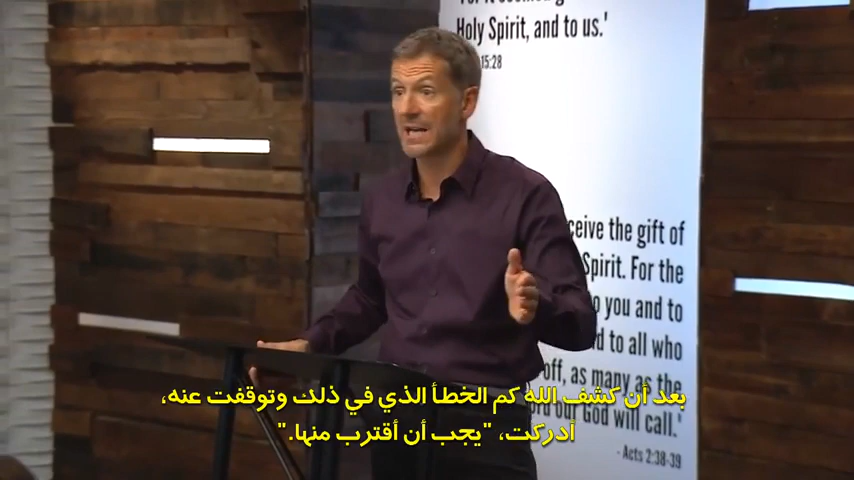 Holy Spirit, and to us.'
15:28
ceive the gift of
Spirit. For the
you and to
to all who
off, as many as the
our God will call.'
- Acts 2:38-39
بعد أن كشف الله كم الخطأ الذي في ذلك وتوقفت عنه،
أدركت، "يجب أن أقترب منها."